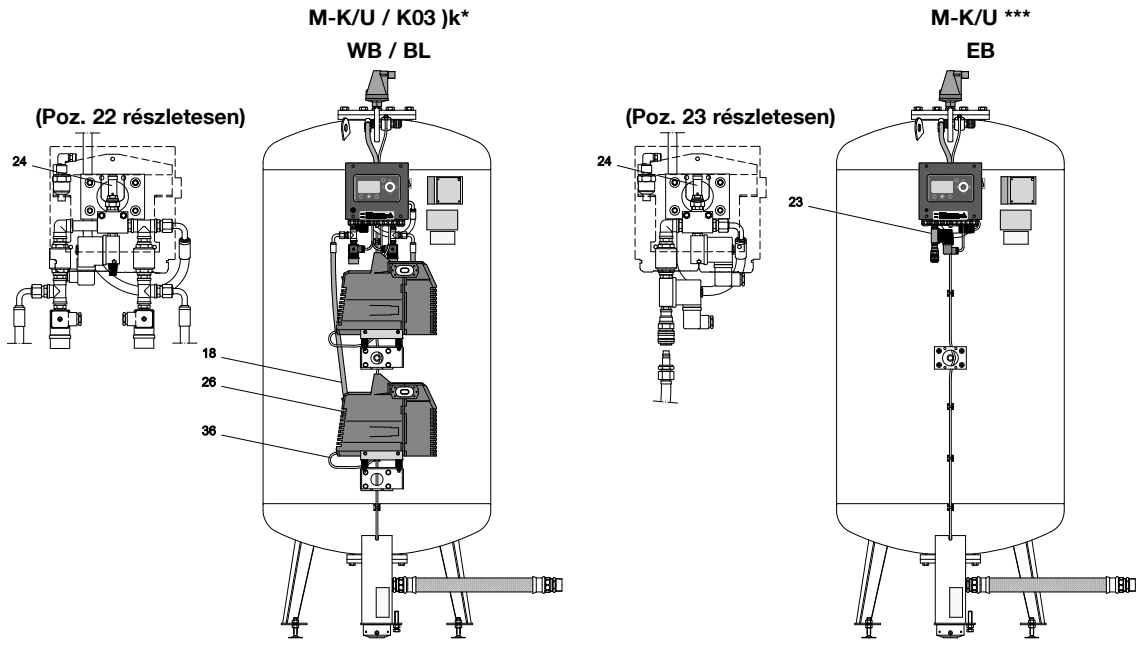 M-K/U / K03 )k*
WB / BL
(Poz. 22 részletesen)
24
18
26
36
M-K/U ***
EB
(Poz. 23 részletesen)
24
23